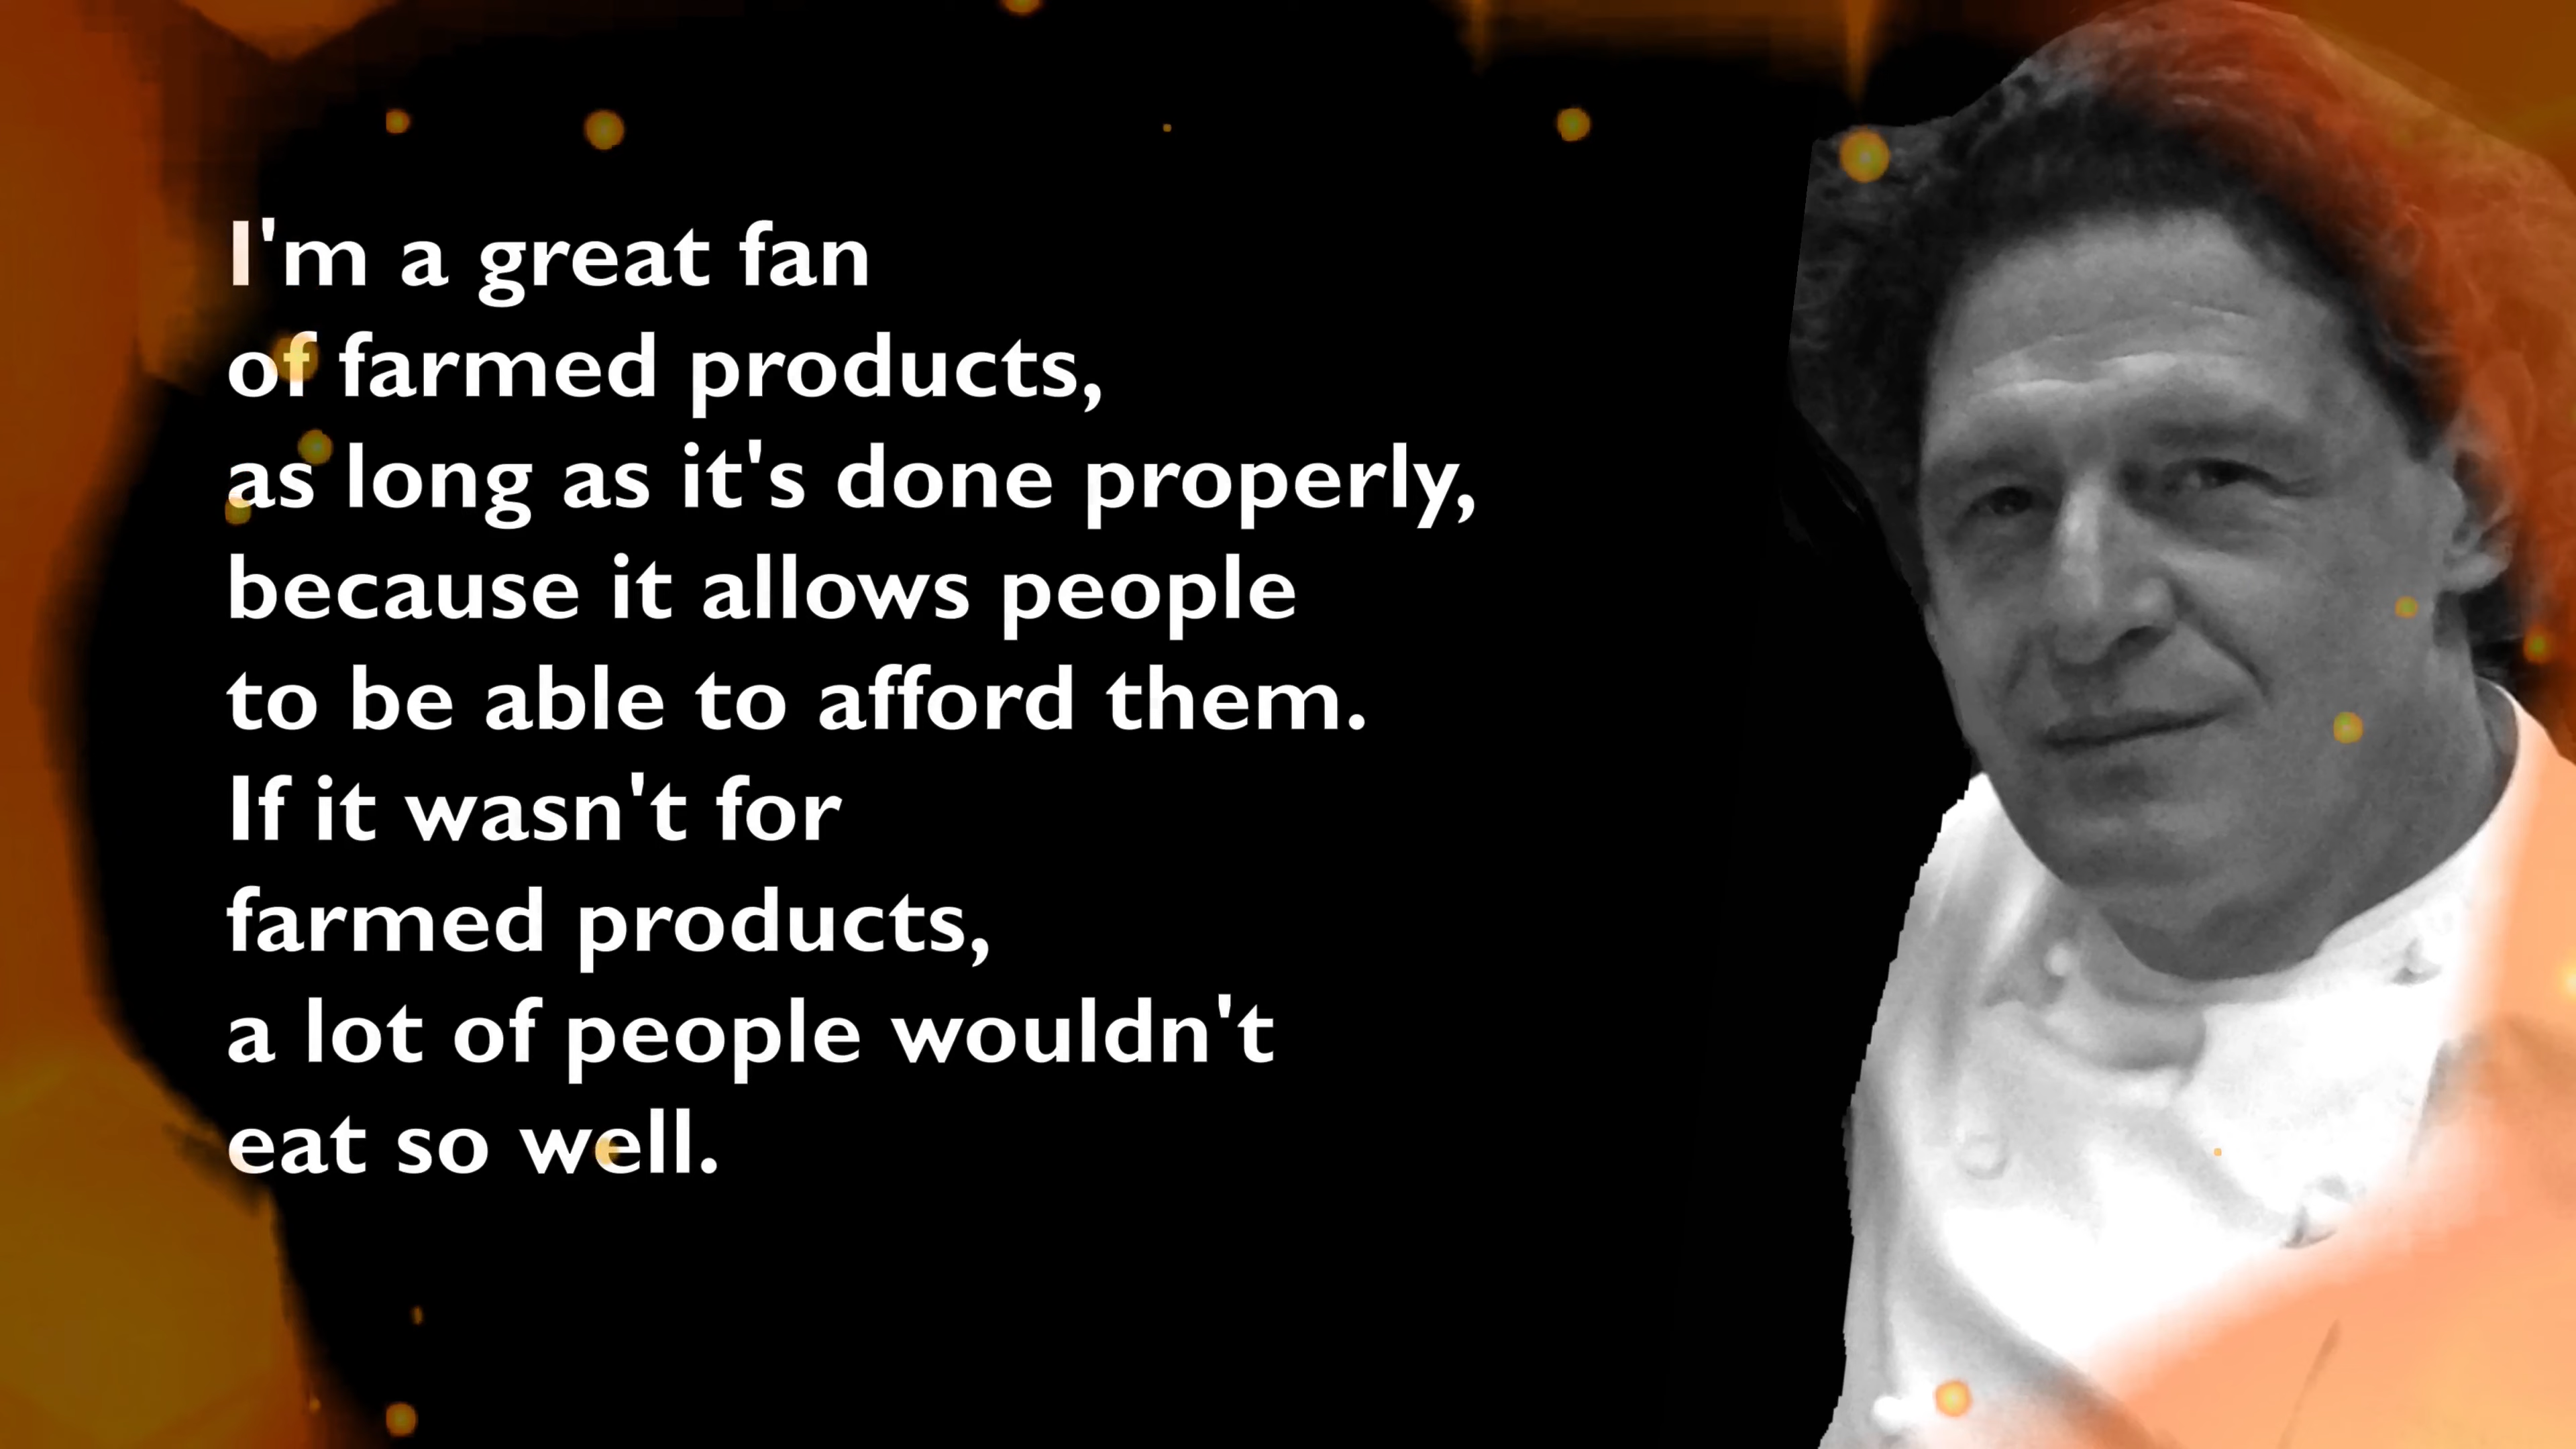 I'm a great fan
of farmed products,
as long as it's done properly,
because it allows people
to be able to afford them.
If it wasn't for
farmed products,
a lot of people wouldn't
eat so well.